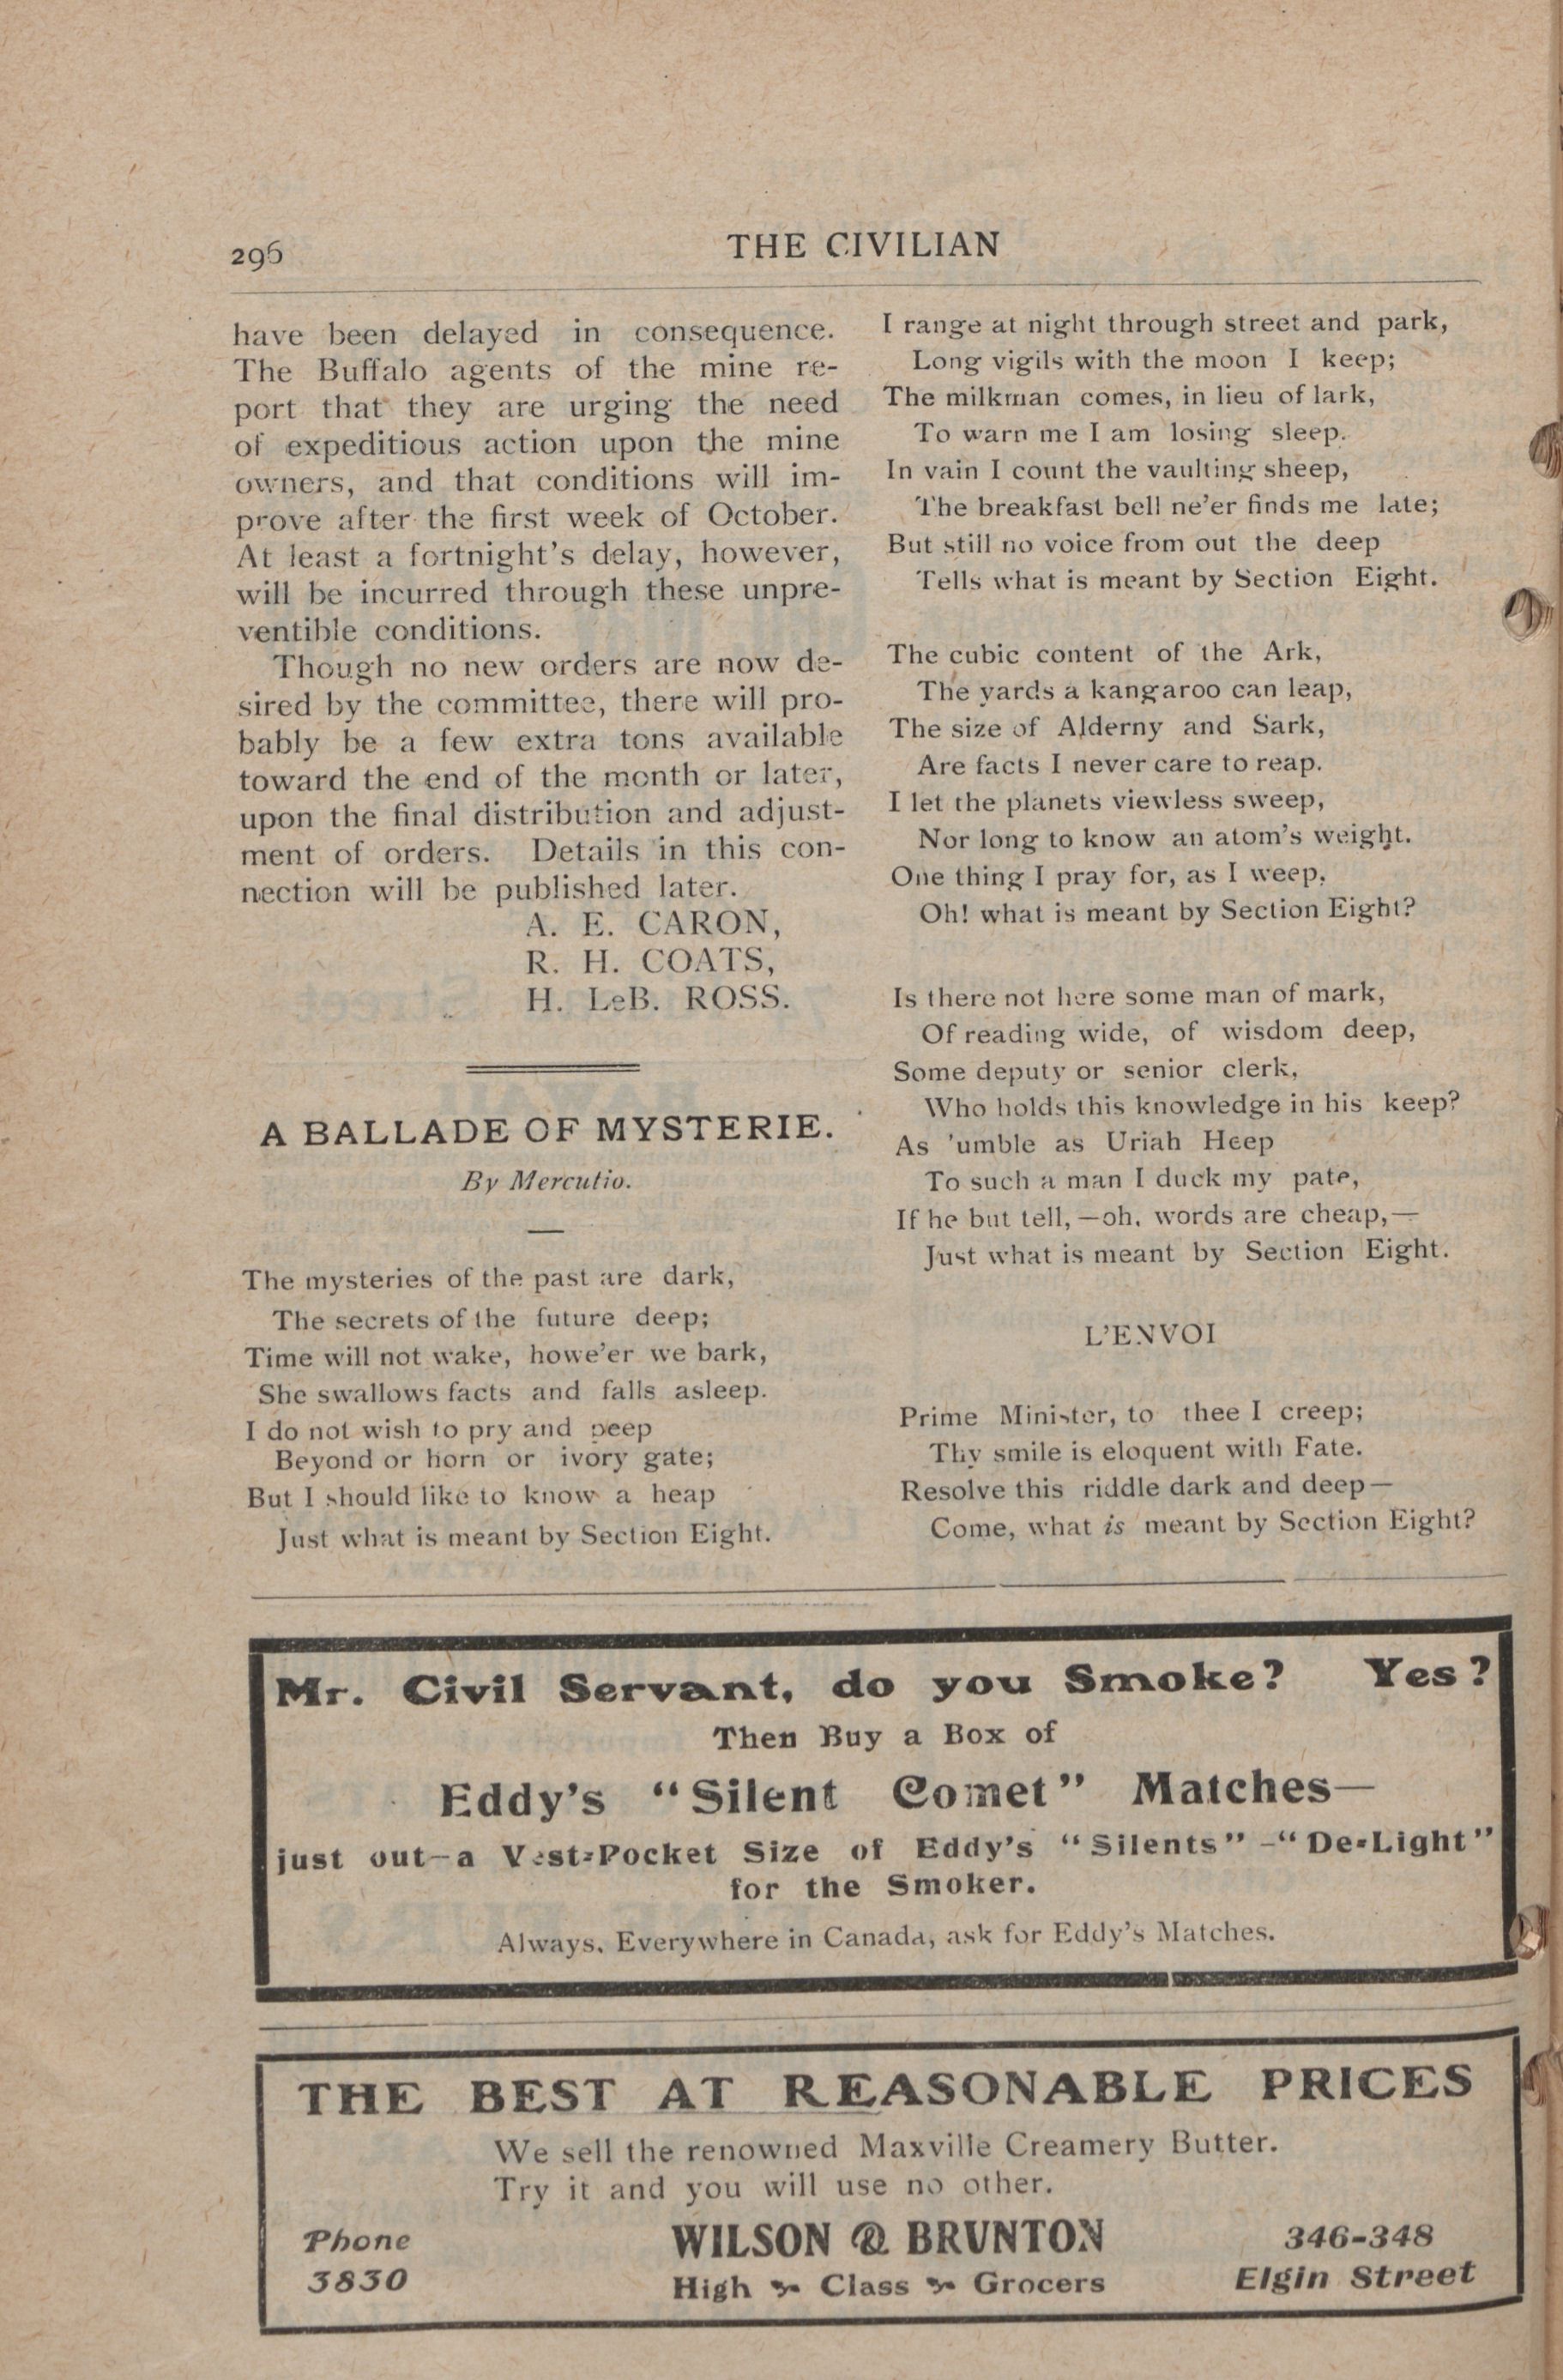 296
THE CIVILIAN
have been delayed in consequence.
The Buffalo agents of the mine re-
port that they are urging the need
of expeditious action upon the mine
owners, and that conditions will im-
prove after the first week of October.
At least a fortnight's delay, however,
will be incurred through these unpre-
ventible conditions.
Though no new orders are now de-
sired by the committee, there will pro-
bably be a few extra tons available
toward the end of the month or later,
upon the final distribution and adjust-
ment of orders. Details in this con-
nection will be published later.
A. E. CARON,
R. H. COATS,
H. LeB. ROSS.
A BALLADE OF MYSTERIE.
By Mercutio.
The mysteries of the past are dark,
The secrets of the future deep;
Time will not wake, howe'er we bark,
She swallows facts and falls asleep.
I do not wish to pry and peep
Beyond or horn or ivory gate;
But I should like to know a heap
Just what is meant by Section Eight.
I range at night through street and park,
Long vigils with the moon I keep;
The milkman comes, in lieu of lark,
To warn me I am losing sleep.
In vain I count the vaulting sheep,
The breakfast bell ne'er finds me late;
But still no voice from out the deep
Tells what is meant by Section Eight.
The cubic content of the Ark,
The yards a kangaroo can leap,
The size of Alderny and Sark,
Are facts I never care to reap.
I let the planets viewless sweep,
Nor long to know an atom's weight.
One thing I pray for, as I weep,
Oh! what is meant by Section Eight?
Is there not here some man of mark,
Of reading wide, of wisdom deep,
Some deputy or senior clerk,
Who holds this knowledge in his keep?
As 'umble as Uriah Heep
To such a man I duck my pate,
If he but tell,—oh, words are cheap,—
Just what is meant by Section Eight.
L'ENVOI
Prime Minister, to thee I creep;
Thy smile is eloquent with Fate.
Resolve this riddle dark and deep—
Come, what is meant by Section Eight?
Mr. Civil Servant, do you Smoke? Yes?
Then Buy a Box of
Eddy's "Silent Comet" Matches—
just out—a Vest-Pocket Size of Eddy's "Silents"-"De-Light"
for the Smoker.
Always, Everywhere in Canada, ask for Eddy's Matches.
THE BEST AT REASONABLE PRICES
We sell the renowned Maxville Creamery Butter.
Try it and you will use no other.
Phone
3830
WILSON & BRUNTON
High Class Grocers
346-348
Elgin Street